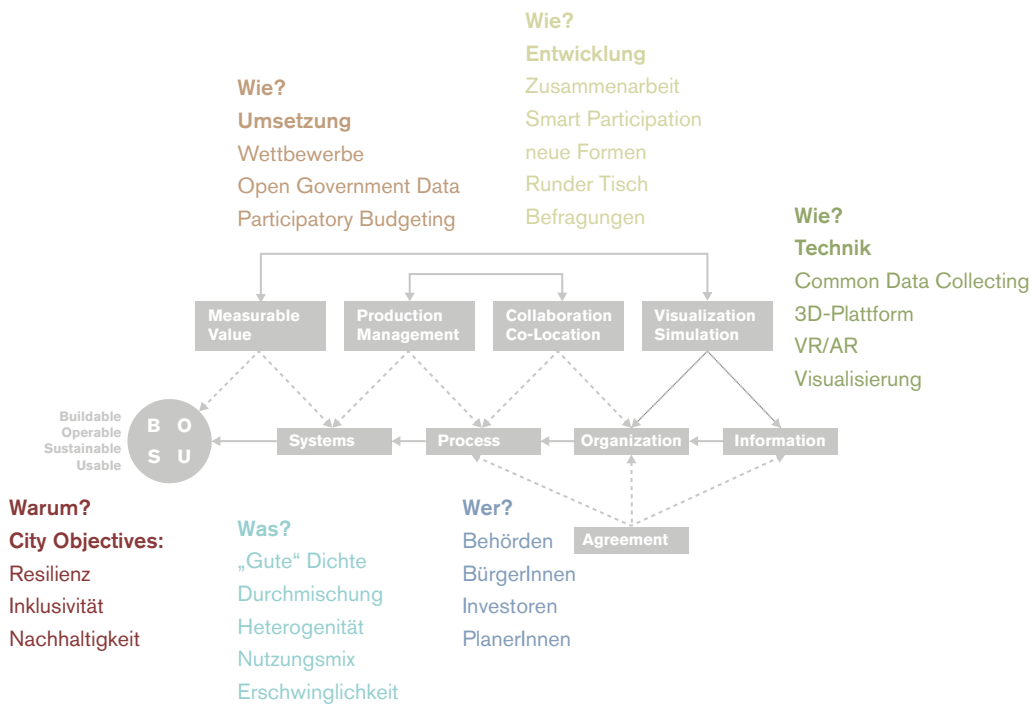 Wie?
Entwicklung
Zusammenarbeit
Smart Participation
neue Formen
Runder Tisch
Befragungen
Wie?
Umsetzung
Wettbewerbe
Open Government Data
Participatory Budgeting
Wie?
Technik
Common Data Collecting
3D-Plattform
VR/AR
Visualisierung
Measurable
Value
Production
Management
Collaboration
Co-Location
Visualization
Simulation
Buildable
Operable
Sustainable
Usable
B O
S U
Systems
Process
Organization
Information
Agreement
Warum?
City Objectives:
Resilienz
Inklusivität
Nachhaltigkeit
Was?
„Gute“ Dichte
Durchmischung
Heterogenität
Nutzungsmix
Erschwinglichkeit
Wer?
Behörden
BürgerInnen
Investoren
PlanerInnen